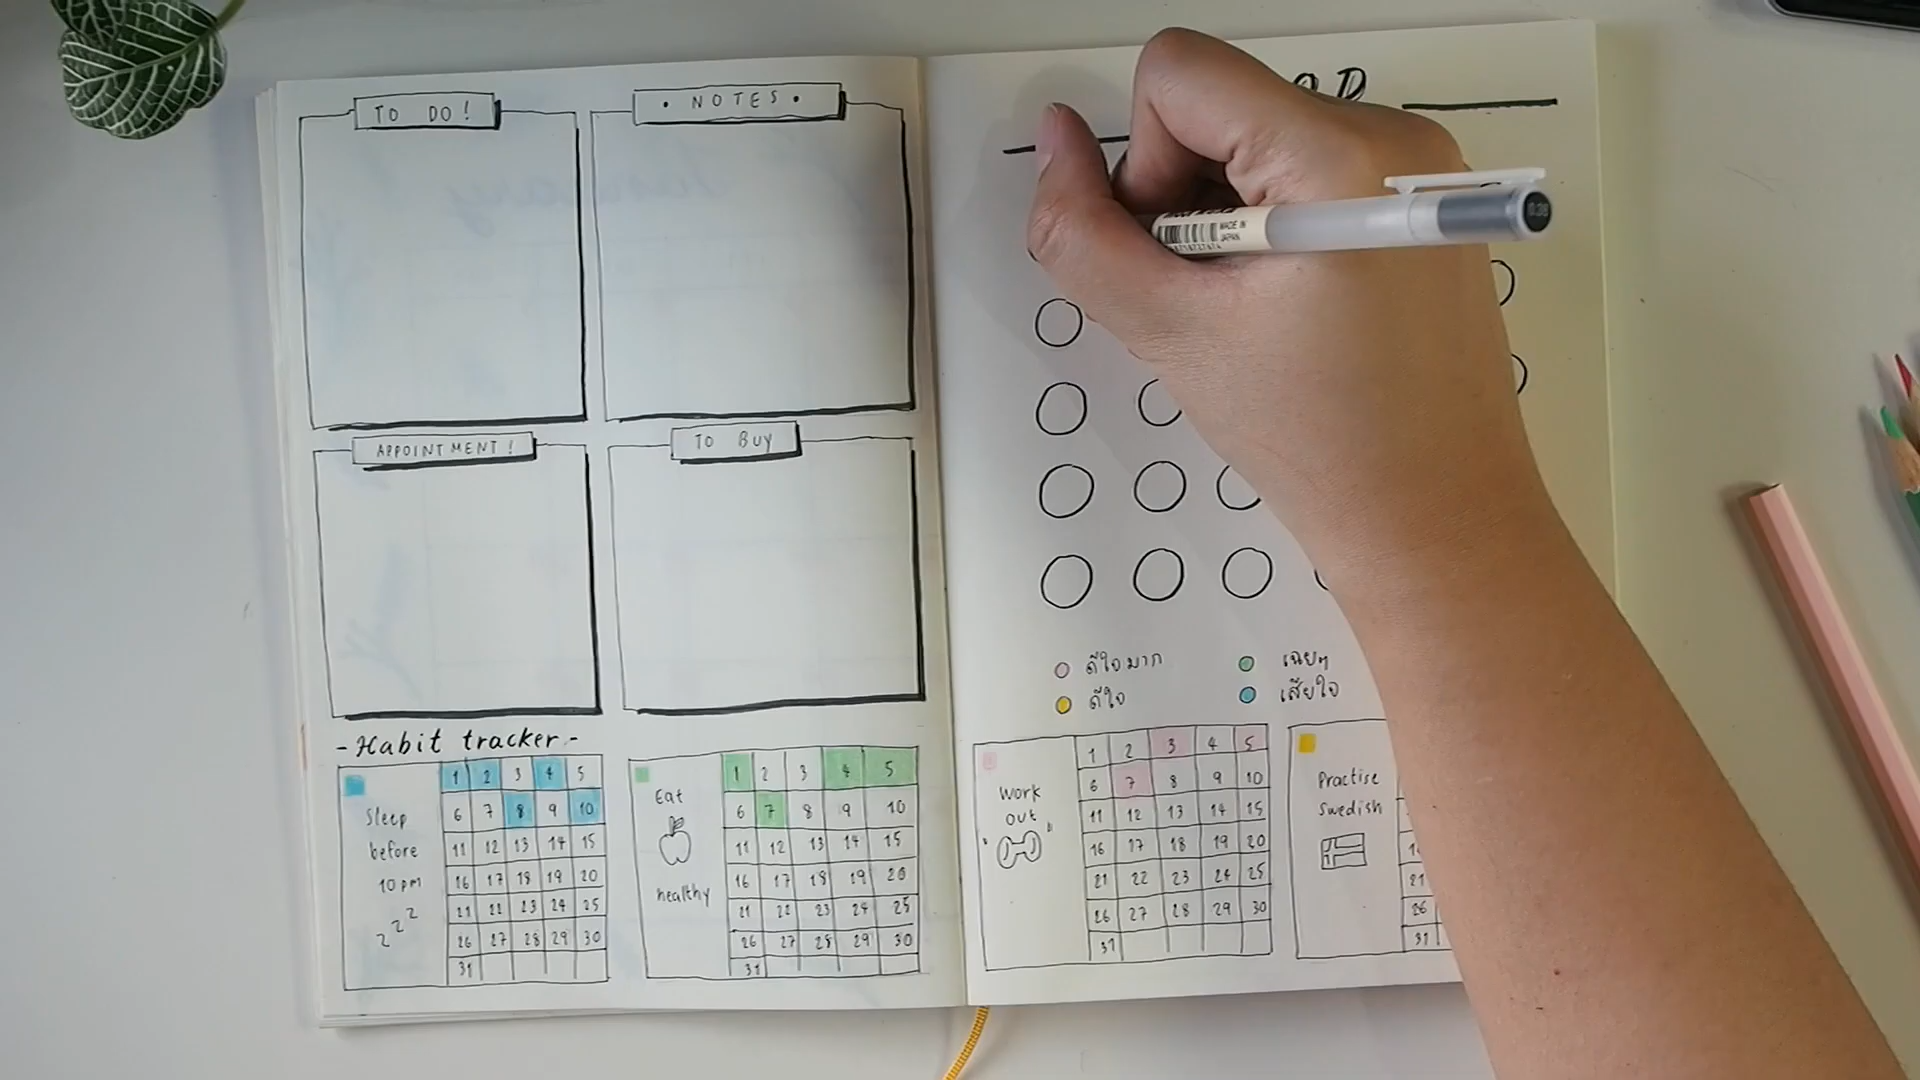 TO DO!
• NOTES •
APPOINTMENT!
TO BUY
- Habit tracker -
Sleep
before
10 pm
z z z
1 2 3 4 5
6 7 8 9 10
11 12 13 14 15
16 17 18 19 20
21 22 23 24 25
26 27 28 29 30
31
Eat
healthy
1 2 3 4 5
6 7 8 9 10
11 12 13 14 15
16 17 18 19 20
21 22 23 24 25
26 27 28 29 30
31
MADE IN
JAPAN
ดีใจมาก
เฉยๆ
ดีใจ
เสียใจ
Work
out
1 2 3 4 5
6 7 8 9 10
11 12 13 14 15
16 17 18 19 20
21 22 23 24 25
26 27 28 29 30
31
Practise
Swedish
21
26
31